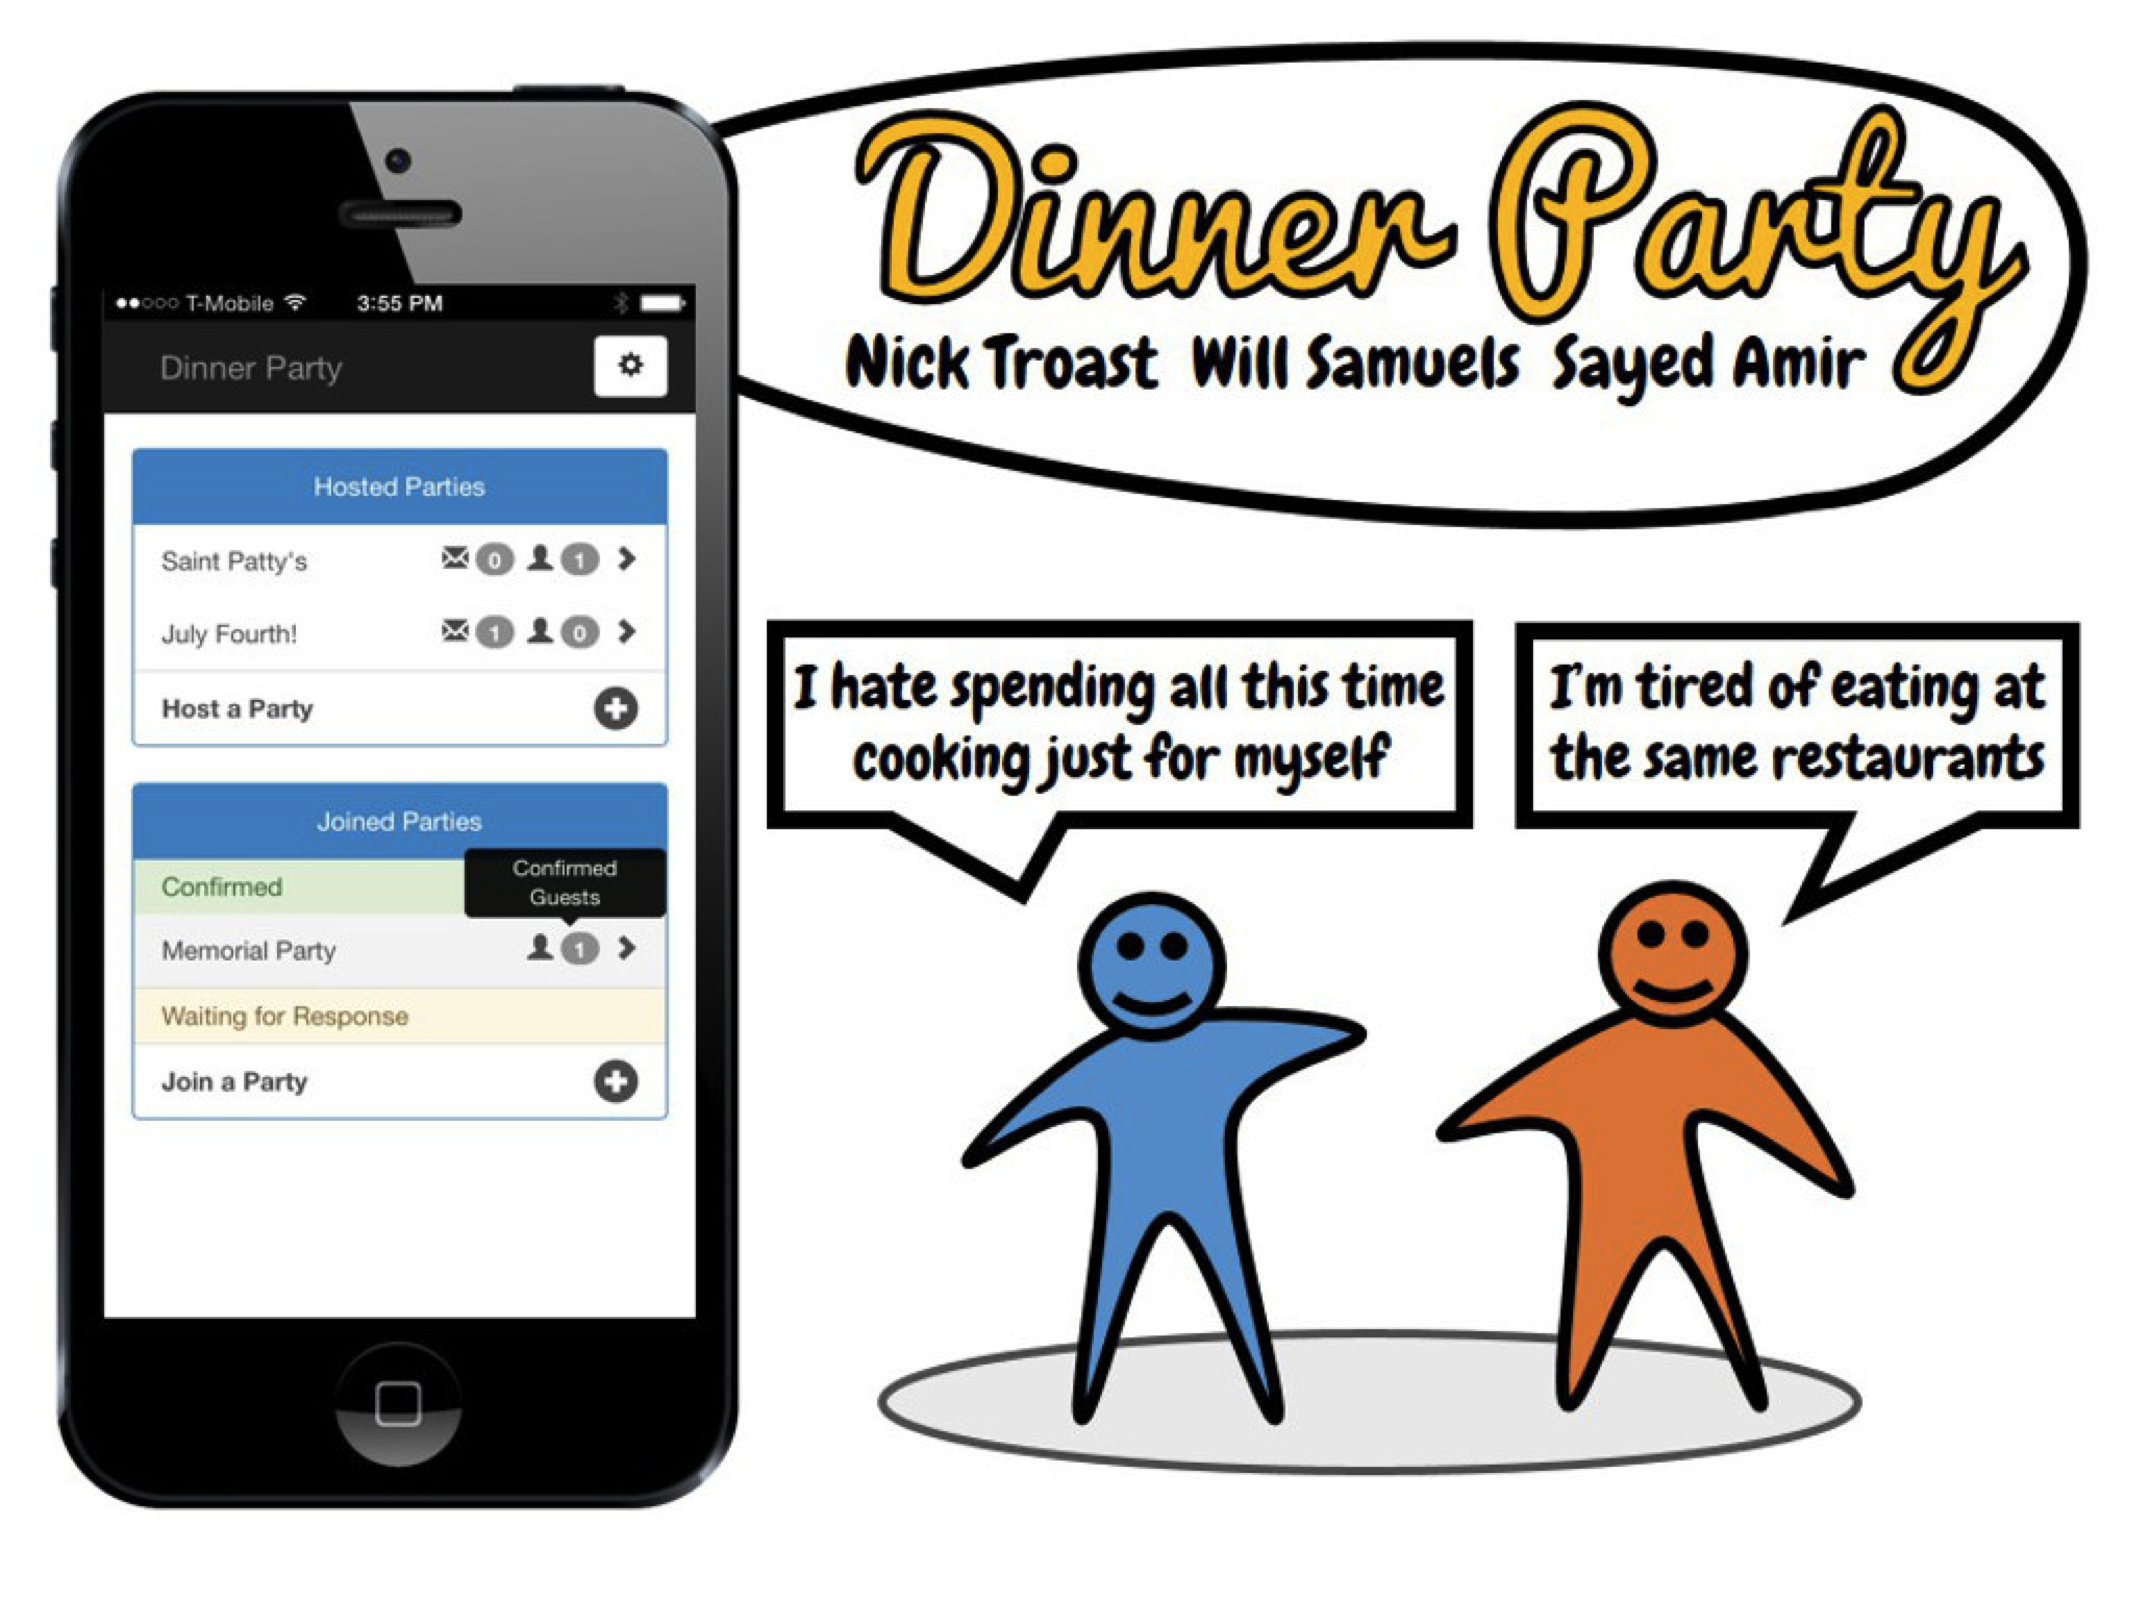 T-Mobile 3:55 PM
Dinner Party
Hosted Parties
Saint Patty's 0 1
July Fourth! 1 0
Host a Party
Joined Parties
Confirmed
Confirmed
Guests
Memorial Party 1
Waiting for Response
Join a Party
Dinner Party
Nick Troast Will Samuels Sayed Amir
I hate spending all this time
cooking just for myself
I'm tired of eating at
the same restaurants